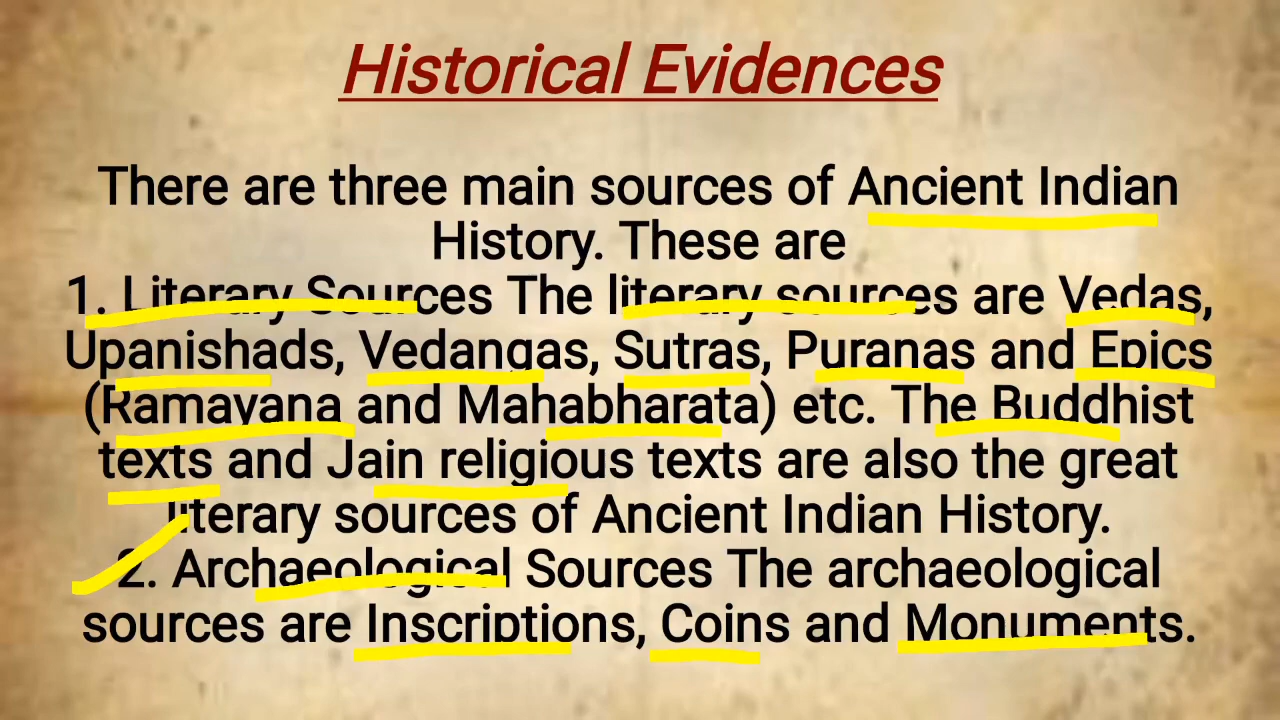 Historical Evidences
There are three main sources of Ancient Indian
History. These are
1. Literary Sources The literary sources are Vedas,
Upanishads, Vedangas, Sutras, Puranas and Epics
(Ramayana and Mahabharata) etc. The Buddhist
texts and Jain religious texts are also the great
literary sources of Ancient Indian History.
2. Archaeological Sources The archaeological
sources are Inscriptions, Coins and Monuments.